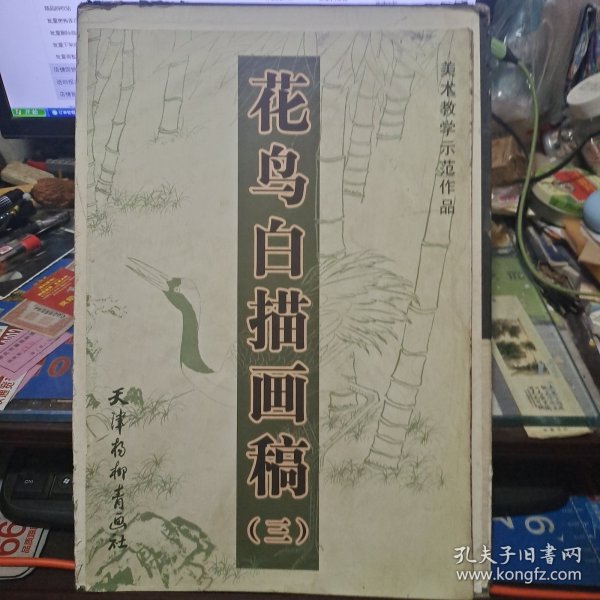 美术教学示范作品
花鸟白描画稿
(三)
天津杨柳青画社
孔夫子旧书网
www.kongfz.com